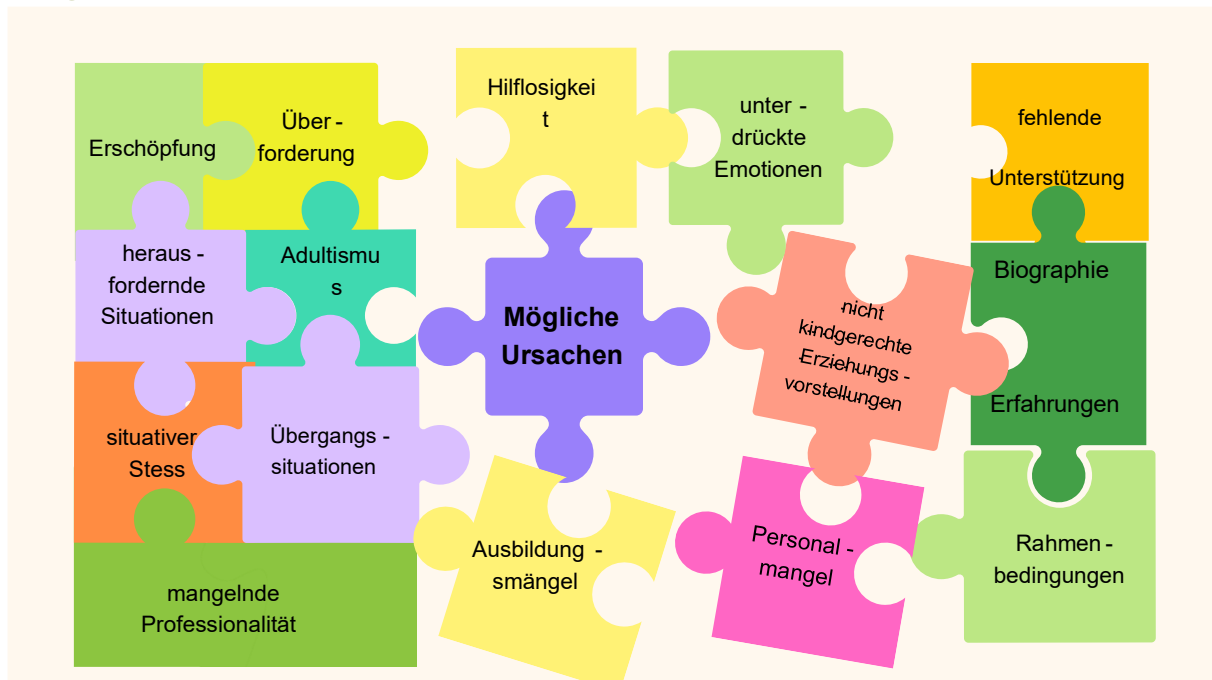 Erschöpfung
Über -
forderung
Hilflosigkei
t
unter -
drückte
Emotionen
fehlende
Unterstützung
heraus -
fordernde
Situationen
Adultismu
s
Mögliche
Ursachen
nicht
kindgerechte
Erziehungs -
vorstellungen
Biographie
Erfahrungen
situativer
Stess
Übergangs -
situationen
mangelnde
Professionalität
Ausbildung -
smängel
Personal -
mangel
Rahmen -
bedingungen